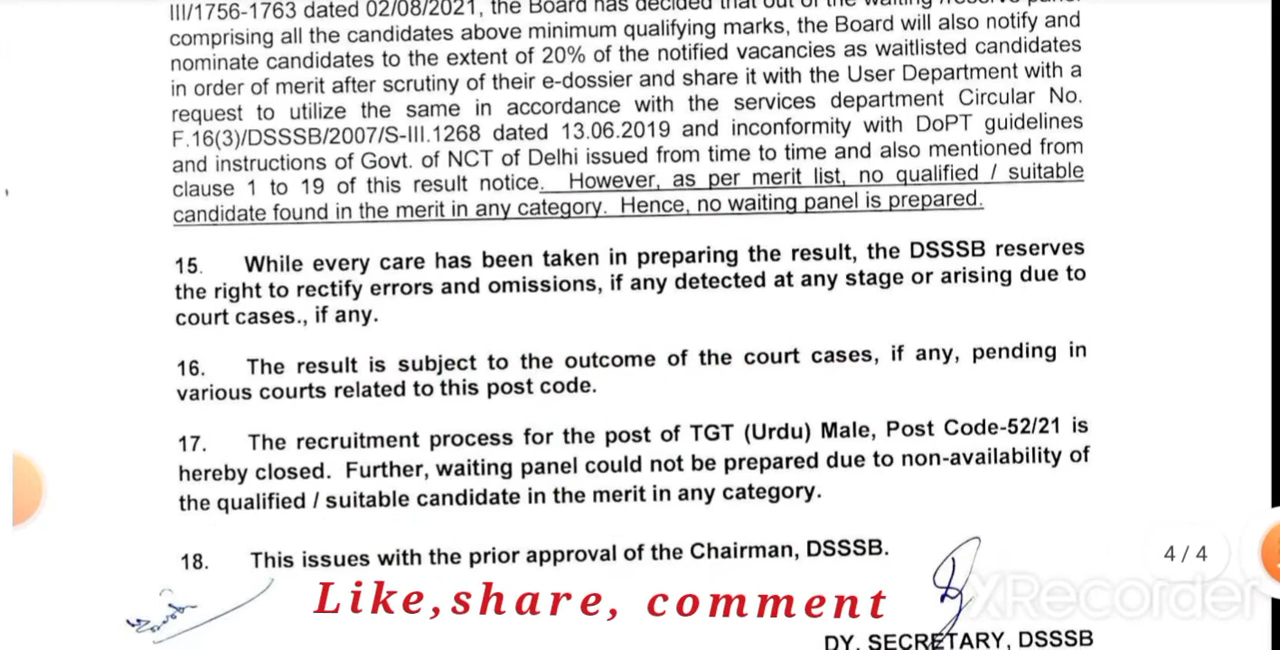 III/1756-1763 dated 02/08/2021, the Board has decided that out of the waiting
comprising all the candidates above minimum qualifying marks, the Board will also notify and
nominate candidates to the extent of 20% of the notified vacancies as waitlisted candidates
in order of merit after scrutiny of their e-dossier and share it with the User Department with a
request to utilize the same in accordance with the services department Circular No.
F.16(3)/DSSSB/2007/S-III.1268 dated 13.06.2019 and inconformity with DoPT guidelines
and instructions of Govt. of NCT of Delhi issued from time to time and also mentioned from
clause 1 to 19 of this result notice. However, as per merit list, no qualified / suitable
candidate found in the merit in any category. Hence, no waiting panel is prepared.
15. While every care has been taken in preparing the result, the DSSSB reserves
the right to rectify errors and omissions, if any detected at any stage or arising due to
court cases., if any.
16. The result is subject to the outcome of the court cases, if any, pending in
various courts related to this post code.
17. The recruitment process for the post of TGT (Urdu) Male, Post Code-52/21 is
hereby closed. Further, waiting panel could not be prepared due to non-availability of
the qualified / suitable candidate in the merit in any category.
18. This issues with the prior approval of the Chairman, DSSSB.
4/4
Like,share, comment
XRecorder
DY. SECRETARY, DSSSB